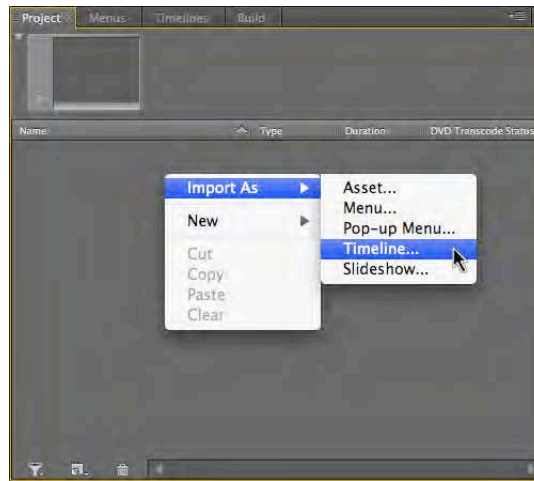 Project Menus Timelines Build
Name Type Duration DVD Transcode Status
Import As
New
Cut
Copy
Paste
Clear
Asset...
Menu...
Pop-up Menu...
Timeline...
Slideshow...